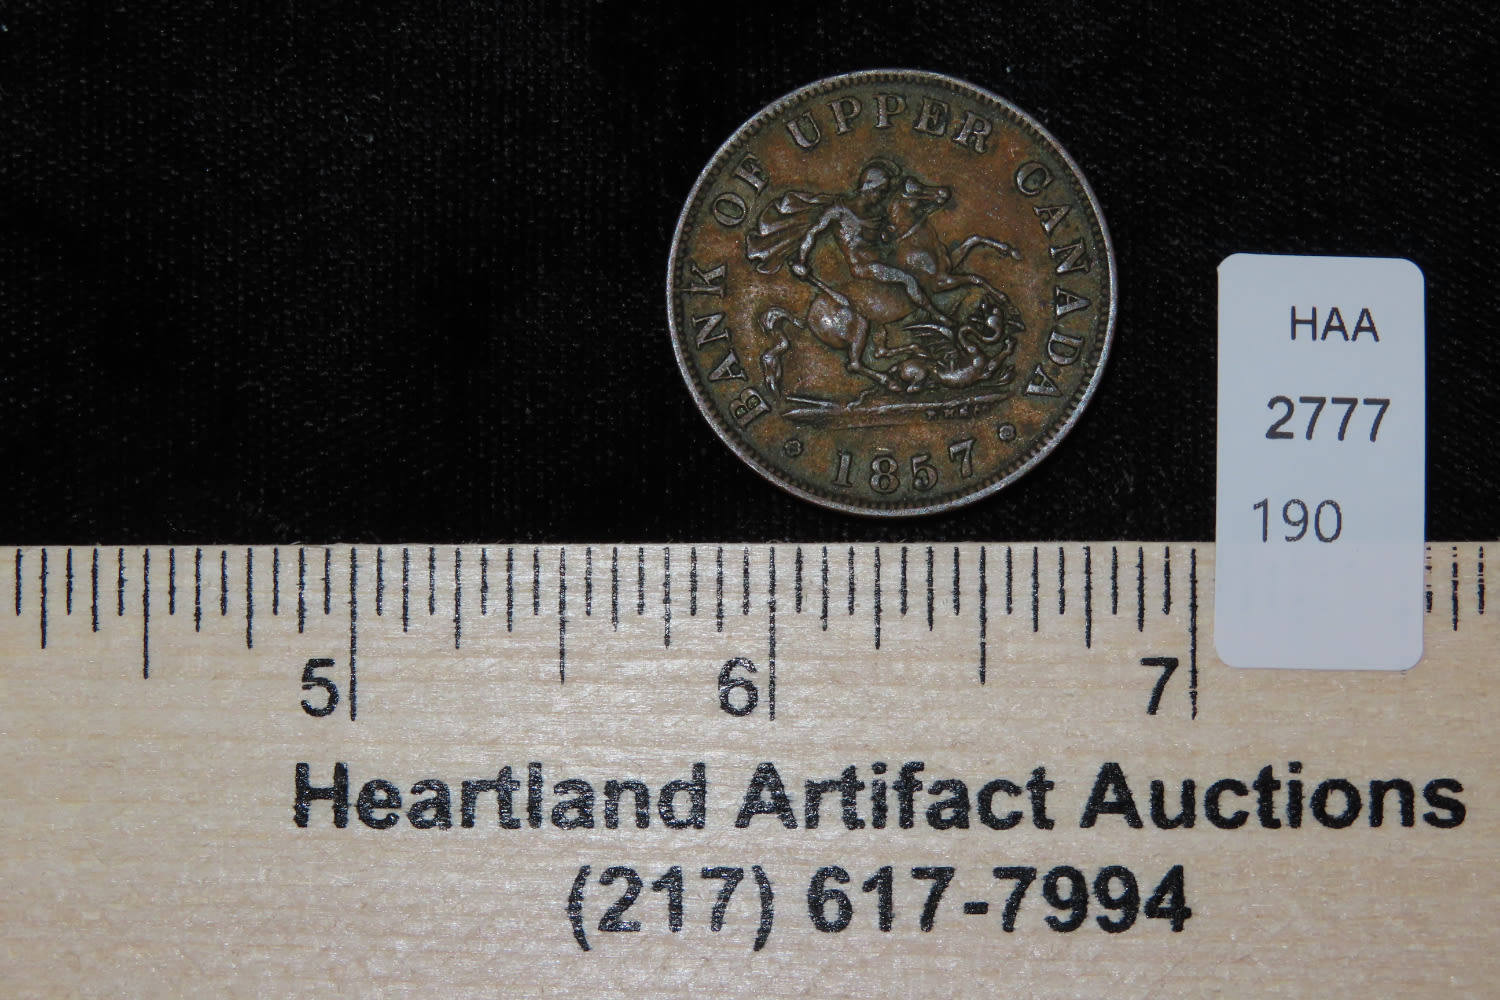 BANK OF UPPER CANADA
1857
HAA
2777
190
5 6 7
Heartland Artifact Auctions
(217) 617-7994